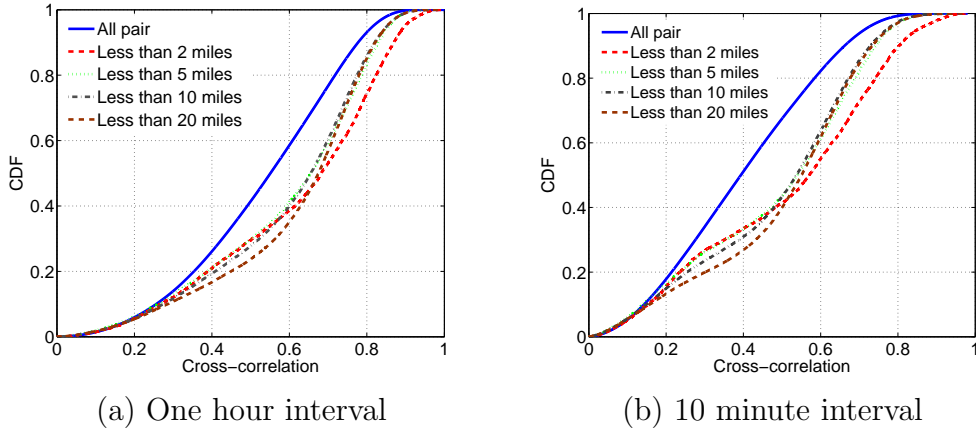 1
0.8
0.6
0.4
0.2
0
CDF
All pair
Less than 2 miles
Less than 5 miles
Less than 10 miles
Less than 20 miles
0 0.2 0.4 0.6 0.8 1
Cross-correlation
(a) One hour interval
1
0.8
0.6
0.4
0.2
0
CDF
All pair
Less than 2 miles
Less than 5 miles
Less than 10 miles
Less than 20 miles
0 0.2 0.4 0.6 0.8 1
Cross-correlation
(b) 10 minute interval